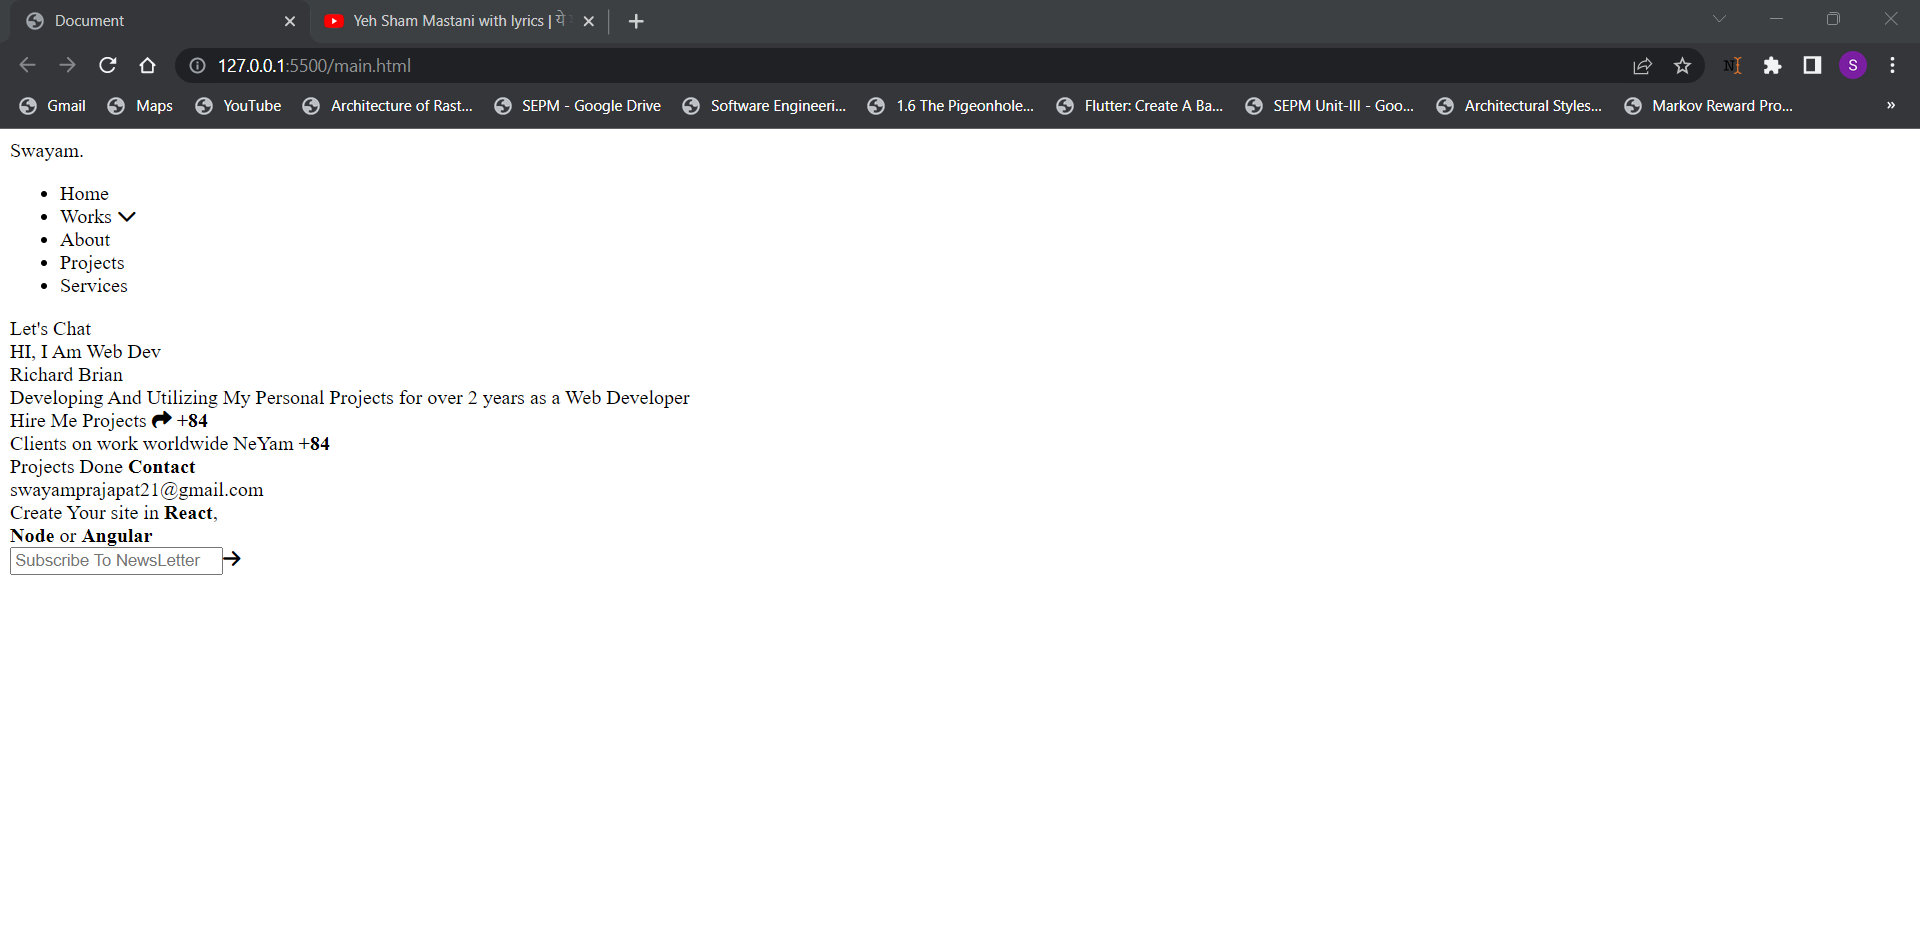 Document
Yeh Sham Mastani with lyrics | ये
127.0.0.1:5500/main.html
S
Gmail
Maps
YouTube
Architecture of Rast...
SEPM - Google Drive
Software Engineeri...
1.6 The Pigeonhole...
Flutter: Create A Ba...
SEPM Unit-III - Goo...
Architectural Styles...
Markov Reward Pro...
»
Swayam.
Home
Works
About
Projects
Services
Let's Chat
HI, I Am Web Dev
Richard Brian
Developing And Utilizing My Personal Projects for over 2 years as a Web Developer
Hire Me Projects +84
Clients on work worldwide NeYam +84
Projects Done Contact
swayamprajapat21@gmail.com
Create Your site in React,
Node or Angular
Subscribe To NewsLetter